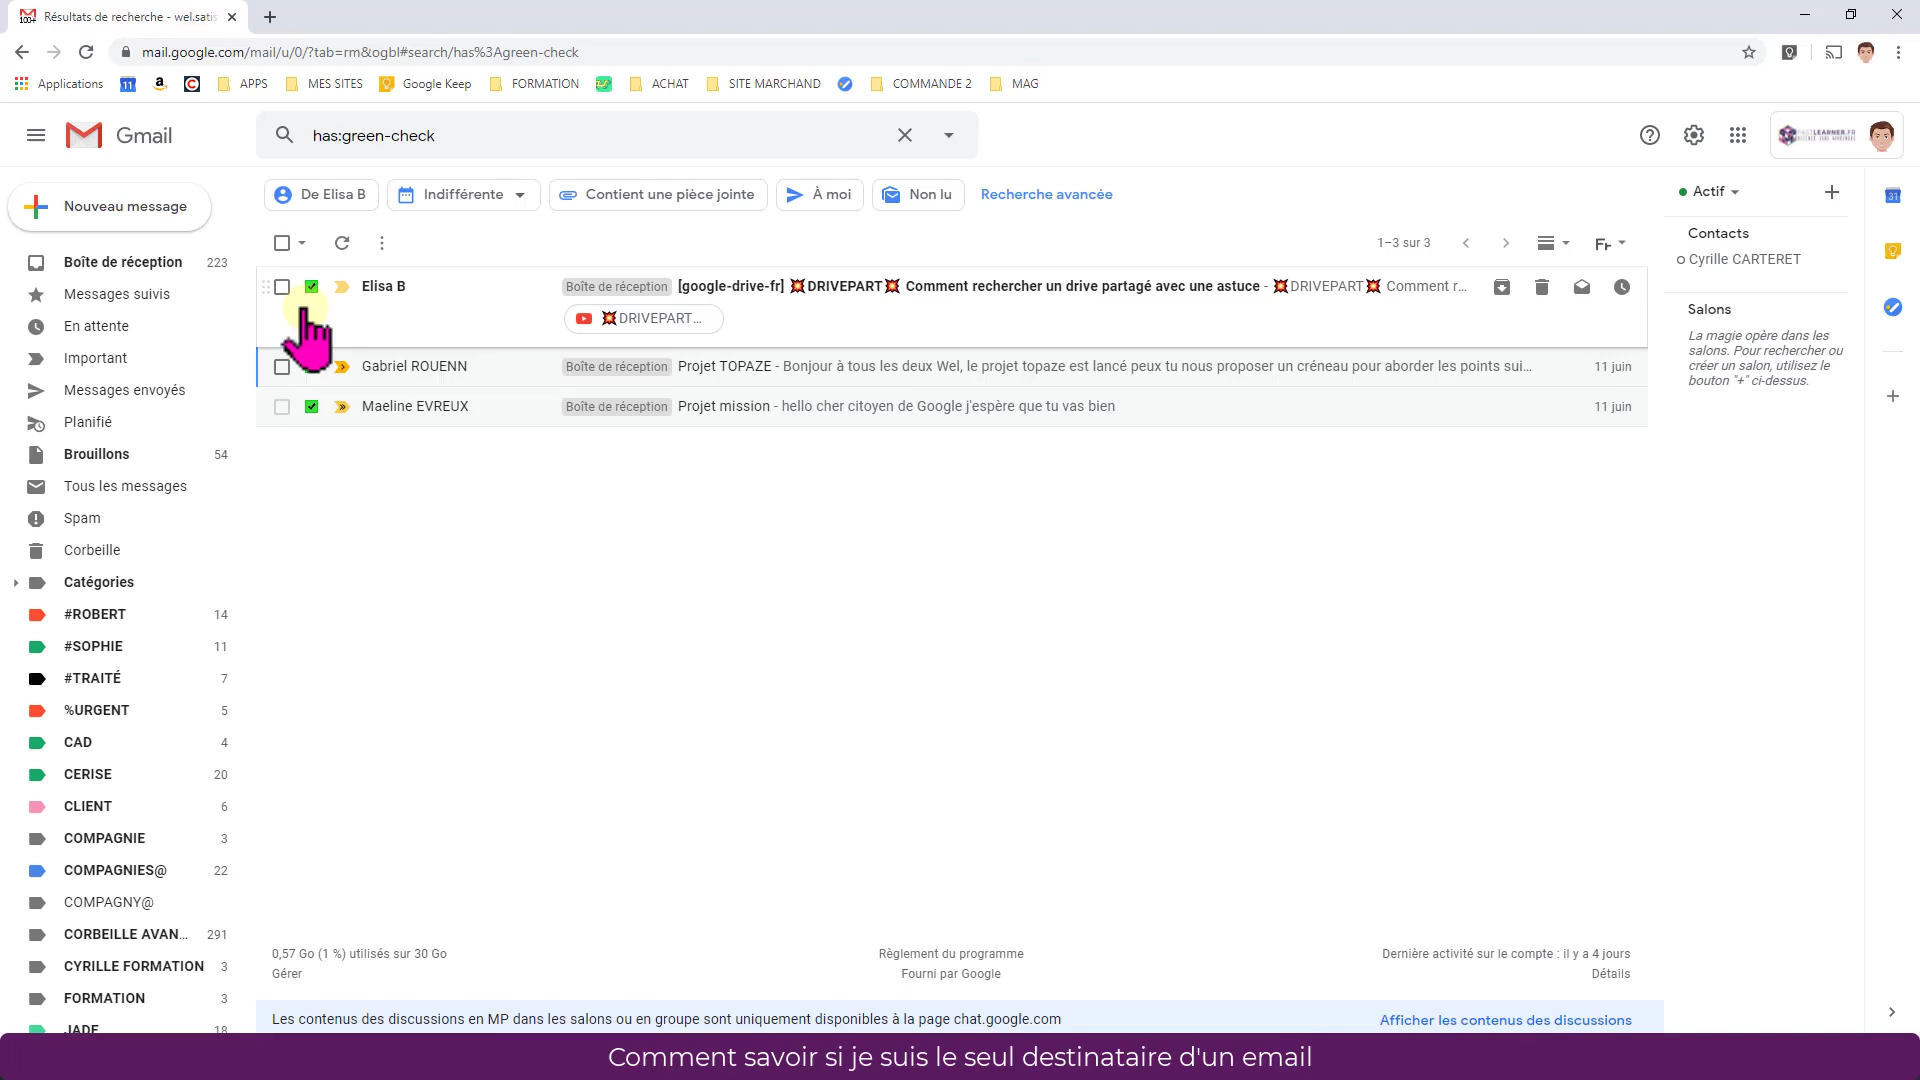 Résultats de recherche - wel.satis
mail.google.com/mail/u/0/?tab=rm&ogbl#search/has%3Agreen-check
Applications APPS MES SITES Google Keep FORMATION ACHAT SITE MARCHAND COMMANDE 2 MAG
Gmail
has:green-check
Nouveau message
Boîte de réception 223
Messages suivis
En attente
Important
Messages envoyés
Planifié
Brouillons 54
Tous les messages
Spam
Corbeille
Catégories
#ROBERT 14
#SOPHIE 11
#TRAITÉ 7
%URGENT 5
CAD 4
CERISE 20
CLIENT 6
COMPAGNIE 3
COMPAGNIES@ 22
COMPAGNY@
CORBEILLE AVAN... 291
CYRILLE FORMATION 3
FORMATION 3
JADE 18
De Elisa B Indifférente Contient une pièce jointe À moi Non lu Recherche avancée
1–3 sur 3 Fr
Elisa B Boîte de réception [google-drive-fr] 💥DRIVEPART💥 Comment rechercher un drive partagé avec une astuce - 💥DRIVEPART💥 Comment r...
💥DRIVEPART...
Gabriel ROUENN Boîte de réception Projet TOPAZE - Bonjour à tous les deux Wel, le projet topaze est lancé peux tu nous proposer un créneau pour aborder les points sui... 11 juin
Maeline EVREUX Boîte de réception Projet mission - hello cher citoyen de Google j'espère que tu vas bien 11 juin
Actif
Contacts
Cyrille CARTERET
Salons
La magie opère dans les
salons. Pour rechercher ou
créer un salon, utilisez le
bouton "+" ci-dessus.
0,57 Go (1 %) utilisés sur 30 Go
Gérer
Règlement du programme
Fourni par Google
Dernière activité sur le compte : il y a 4 jours
Détails
Les contenus des discussions en MP dans les salons ou en groupe sont uniquement disponibles à la page chat.google.com
Afficher les contenus des discussions
Comment savoir si je suis le seul destinataire d'un email